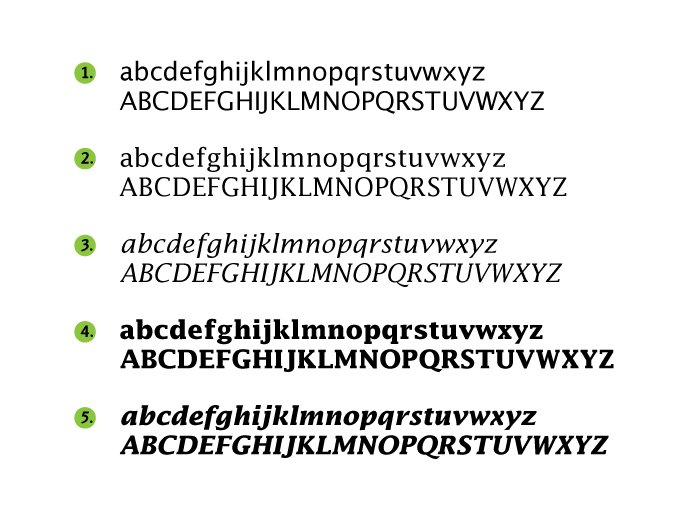 1. abcdefghijklmnopqrstuvwxyz
ABCDEFGHIJKLMNOPQRSTUVWXYZ
2. abcdefghijklmnopqrstuvwxyz
ABCDEFGHIJKLMNOPQRSTUVWXYZ
3. abcdefghijklmnopqrstuvwxyz
ABCDEFGHIJKLMNOPQRSTUVWXYZ
4. abcdefghijklmnopqrstuvwxyz
ABCDEFGHIJKLMNOPQRSTUVWXYZ
5. abcdefghijklmnopqrstuvwxyz
ABCDEFGHIJKLMNOPQRSTUVWXYZ